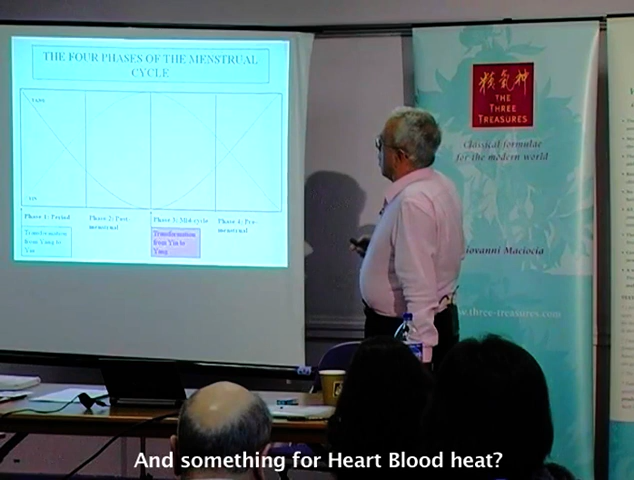 THE FOUR PHASES OF THE MENSTRUAL
CYCLE
YANG
YIN
Phase 1: Period
Phase 2: Post-
menstrual
Phase 3: Mid-cycle
Phase 4: Pre-
menstrual
Transformation
from Yang to
Yin
Transformation
from Yin to
Yang
精氣神
THE
THREE
TREASURES
Classical formulae
for the modern world
Giovanni Maciocia
www.three-treasures.com
And something for Heart Blood heat?